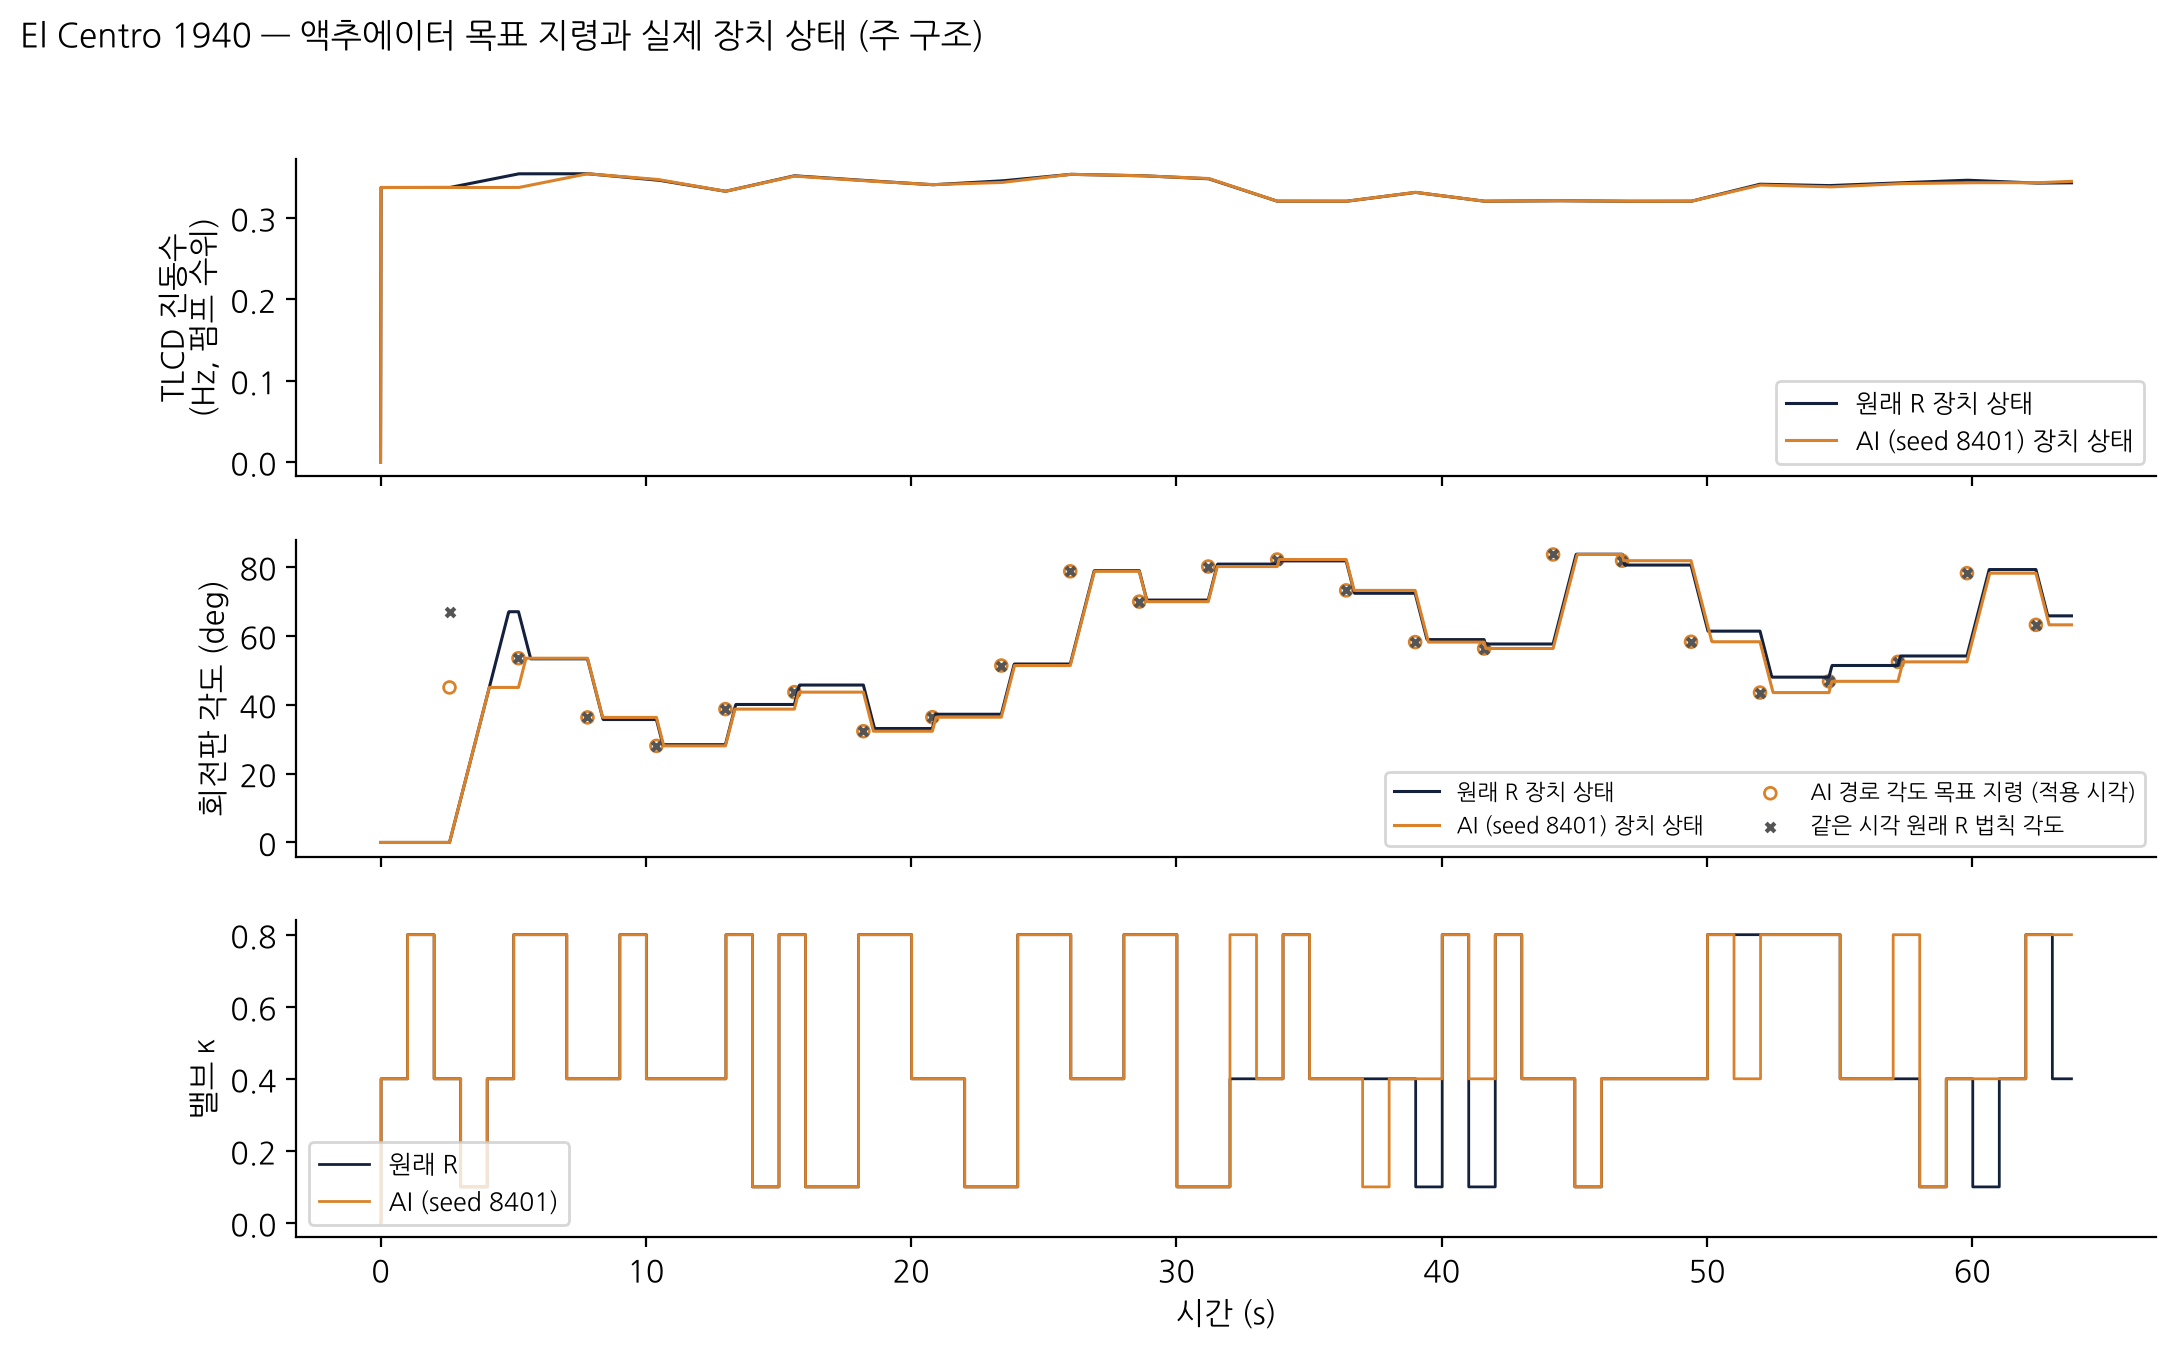 El Centro 1940 — 액추에이터 목표 지령과 실제 장치 상태 (주 구조)
TLCD 진동수
(Hz, 펌프 수위)
0.3
0.2
0.1
0.0
원래 R 장치 상태
AI (seed 8401) 장치 상태
회전판 각도 (deg)
80
60
40
20
0
원래 R 장치 상태
AI (seed 8401) 장치 상태
AI 경로 각도 목표 지령 (적용 시각)
같은 시각 원래 R 법칙 각도
밸브 κ
0.8
0.6
0.4
0.2
0.0
원래 R
AI (seed 8401)
0 10 20 30 40 50 60
시간 (s)